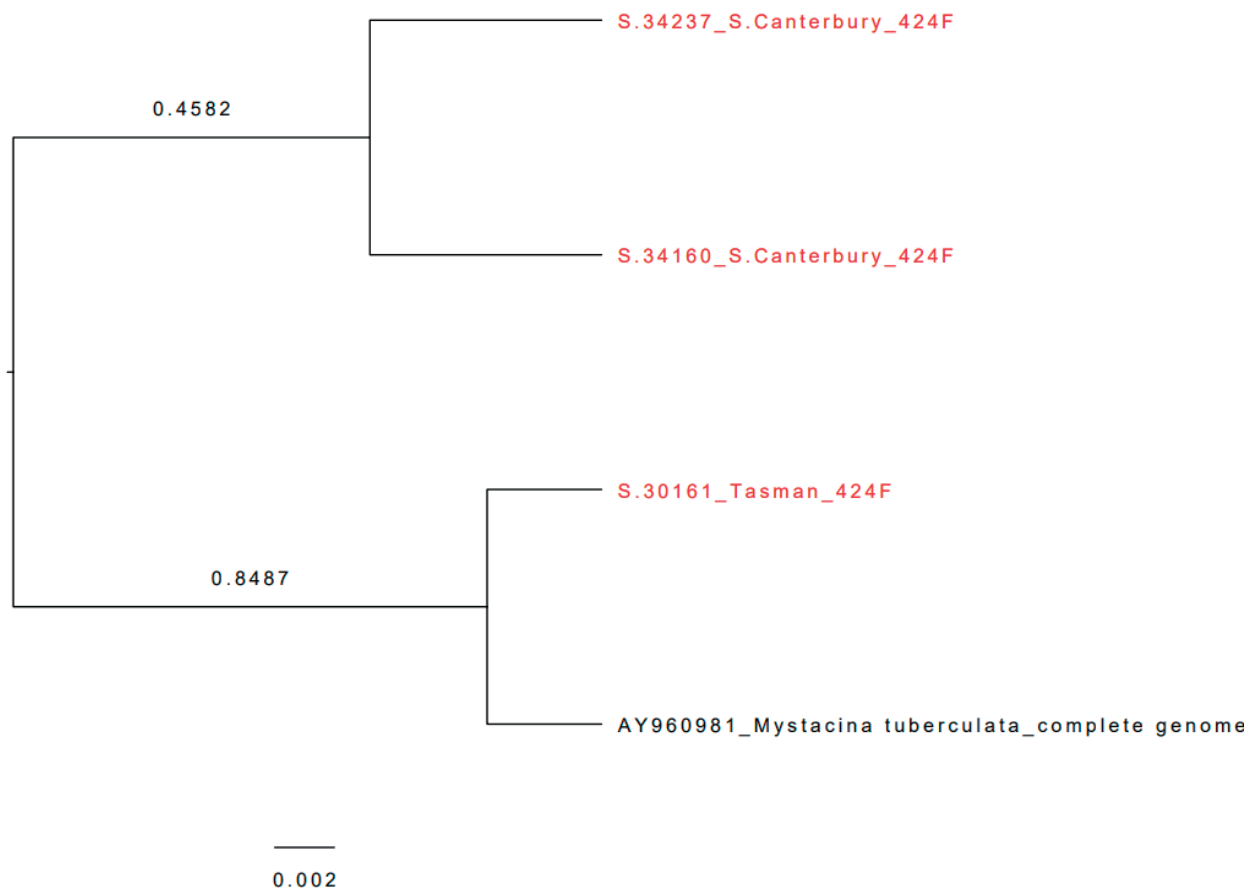 S.34237_S.Canterbury_424F
0.4582
S.34160_S.Canterbury_424F
S.30161_Tasman_424F
0.8487
AY960981_Mystacina tuberculata_complete genome
0.002